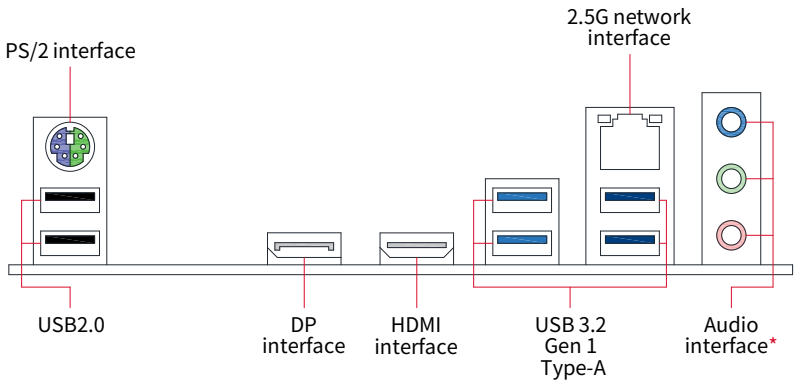 2.5G network
interface
PS/2 interface
USB2.0
DP
interface
HDMI
interface
USB 3.2
Gen 1
Type-A
Audio
interface*